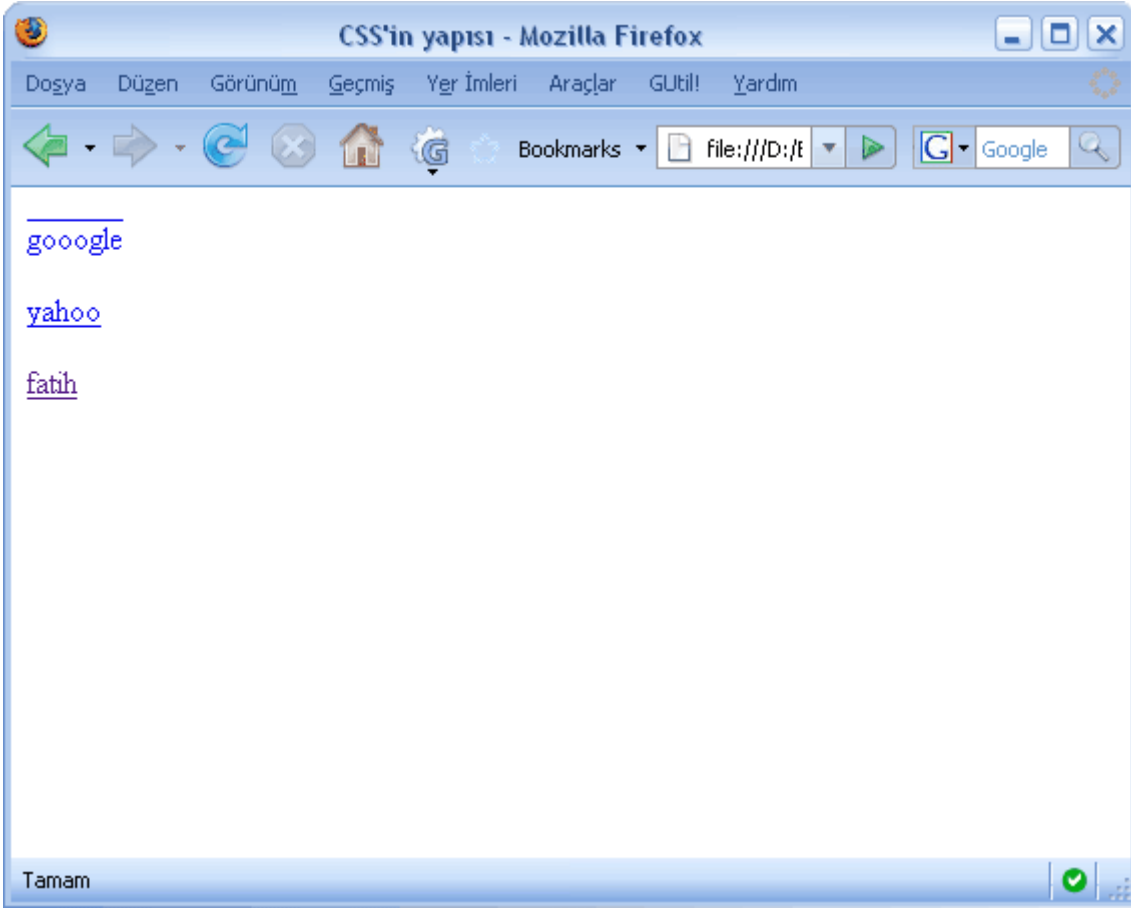 CSS'in yapısı - Mozilla Firefox
Dosya Düzen Görünüm Geçmiş Yer İmleri Araçlar GUtil! Yardım
G Bookmarks file:///D:/ G Google
gooogle
yahoo
fatih
Tamam